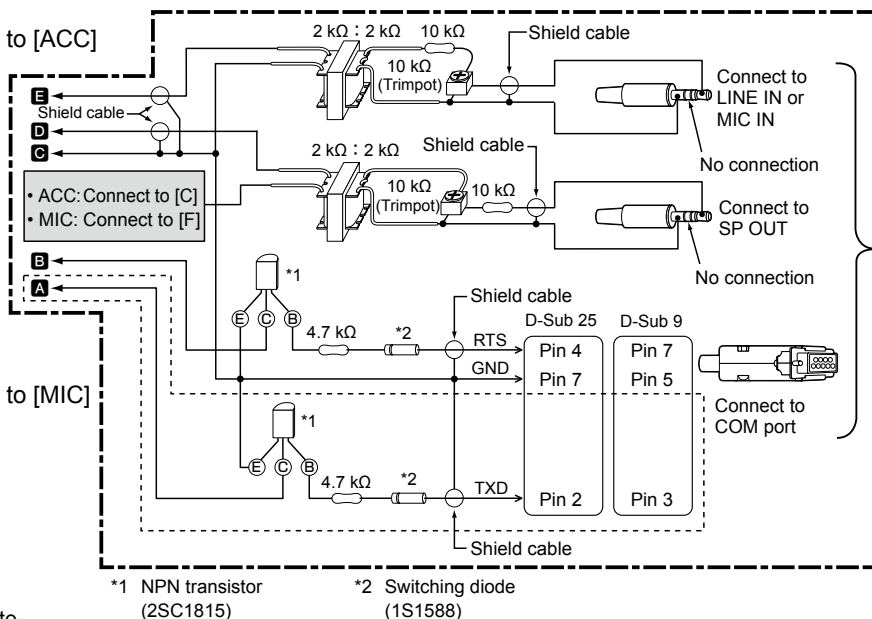 to [ACC]
2 kΩ : 2 kΩ
10 kΩ
Shield cable
10 kΩ
(Trimpot)
Connect to
LINE IN or
MIC IN
No connection
E
Shield cable
D
C
2 kΩ : 2 kΩ
Shield cable
10 kΩ
(Trimpot)
10 kΩ
Connect to
SP OUT
No connection
• ACC: Connect to [C]
• MIC: Connect to [F]
B
A
*1
E
C
B
4.7 kΩ
*2
Shield cable
RTS
GND
D-Sub 25
D-Sub 9
Pin 4
Pin 7
Pin 7
Pin 5
Connect to
COM port
to [MIC]
*1
E
C
B
4.7 kΩ
*2
TXD
Pin 2
Pin 3
Shield cable
*1 NPN transistor
(2SC1815)
*2 Switching diode
(1S1588)